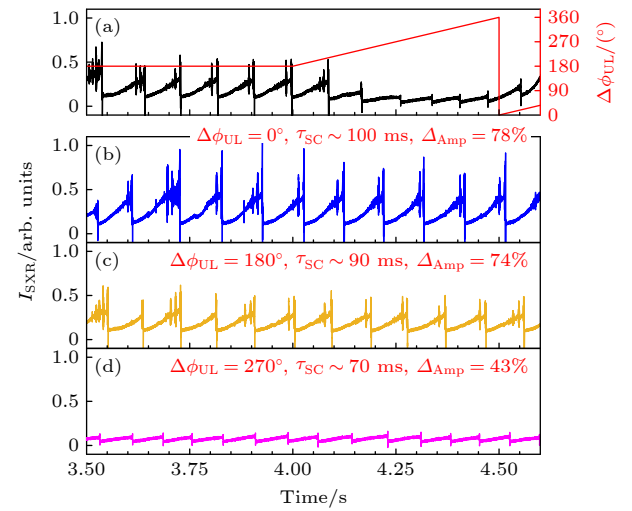 (a)
1.0
0.5
0
360
270
180
90
0
Δϕ_UL/(°)
(b)
Δϕ_UL = 0°, τ_SC ~ 100 ms, Δ_Amp = 78%
1.0
0.5
0
I_SXR/arb. units
(c)
Δϕ_UL = 180°, τ_SC ~ 90 ms, Δ_Amp = 74%
1.0
0.5
0
(d)
Δϕ_UL = 270°, τ_SC ~ 70 ms, Δ_Amp = 43%
1.0
0.5
0
3.50 3.75 4.00 4.25 4.50
Time/s